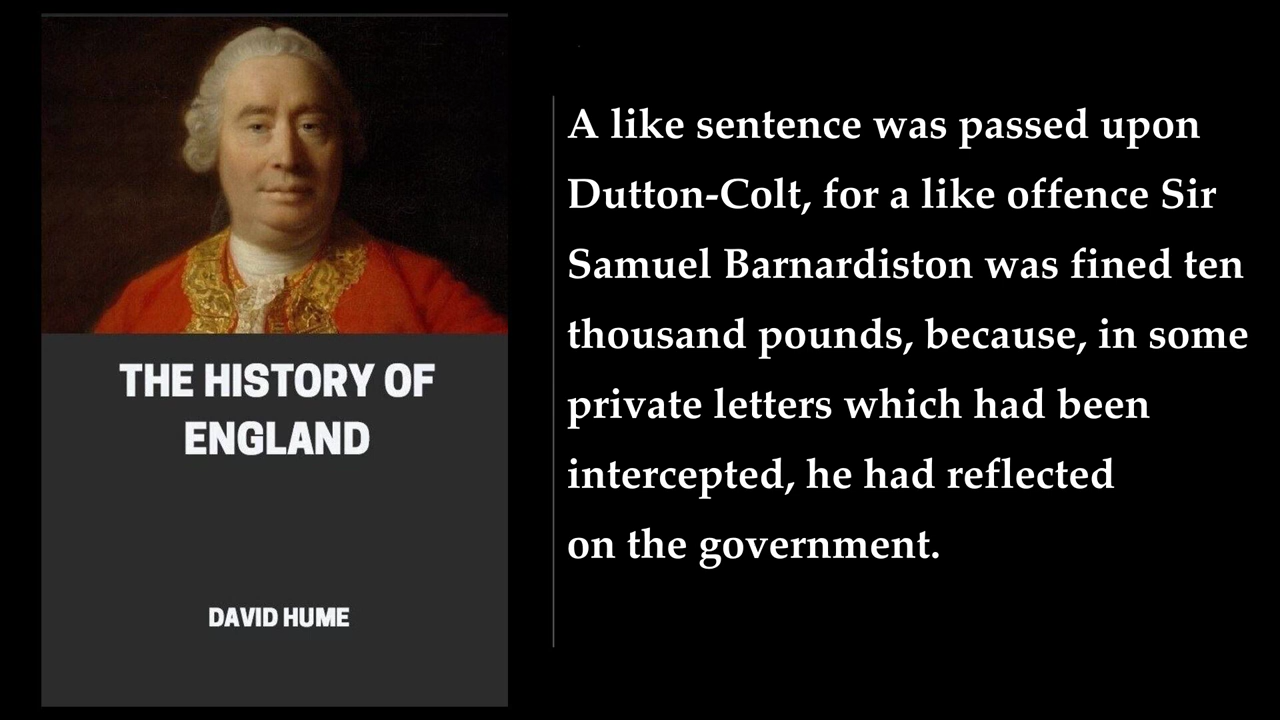 THE HISTORY OF
ENGLAND
DAVID HUME
A like sentence was passed upon
Dutton-Colt, for a like offence Sir
Samuel Barnardiston was fined ten
thousand pounds, because, in some
private letters which had been
intercepted, he had reflected
on the government.